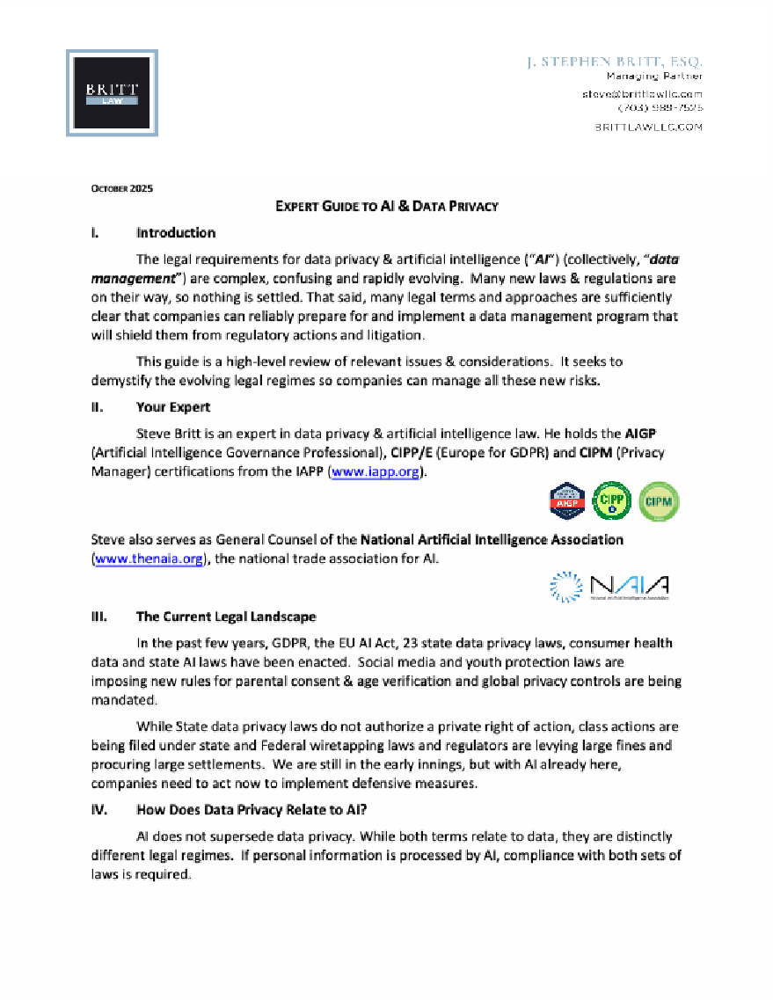 BRITT
LAW
J. STEPHEN BRITT, ESQ.
Managing Partner
steve@brittlawllc.com
(703) 989-7525
BRITTLAWLLC.COM
OCTOBER 2025
EXPERT GUIDE TO AI & DATA PRIVACY
I. Introduction
The legal requirements for data privacy & artificial intelligence (“AI”) (collectively, “data
management”) are complex, confusing and rapidly evolving. Many new laws & regulations are
on their way, so nothing is settled. That said, many legal terms and approaches are sufficiently
clear that companies can reliably prepare for and implement a data management program that
will shield them from regulatory actions and litigation.
This guide is a high-level review of relevant issues & considerations. It seeks to
demystify the evolving legal regimes so companies can manage all these new risks.
II. Your Expert
Steve Britt is an expert in data privacy & artificial intelligence law. He holds the AIGP
(Artificial Intelligence Governance Professional), CIPP/E (Europe for GDPR) and CIPM (Privacy
Manager) certifications from the IAPP (www.iapp.org).
AIGP CIPP CIPM
Steve also serves as General Counsel of the National Artificial Intelligence Association
(www.thenaia.org), the national trade association for AI.
NAIA
National Artificial Intelligence Association
III. The Current Legal Landscape
In the past few years, GDPR, the EU AI Act, 23 state data privacy laws, consumer health
data and state AI laws have been enacted. Social media and youth protection laws are
imposing new rules for parental consent & age verification and global privacy controls are being
mandated.
While State data privacy laws do not authorize a private right of action, class actions are
being filed under state and Federal wiretapping laws and regulators are levying large fines and
procuring large settlements. We are still in the early innings, but with AI already here,
companies need to act now to implement defensive measures.
IV. How Does Data Privacy Relate to AI?
AI does not supersede data privacy. While both terms relate to data, they are distinctly
different legal regimes. If personal information is processed by AI, compliance with both sets of
laws is required.